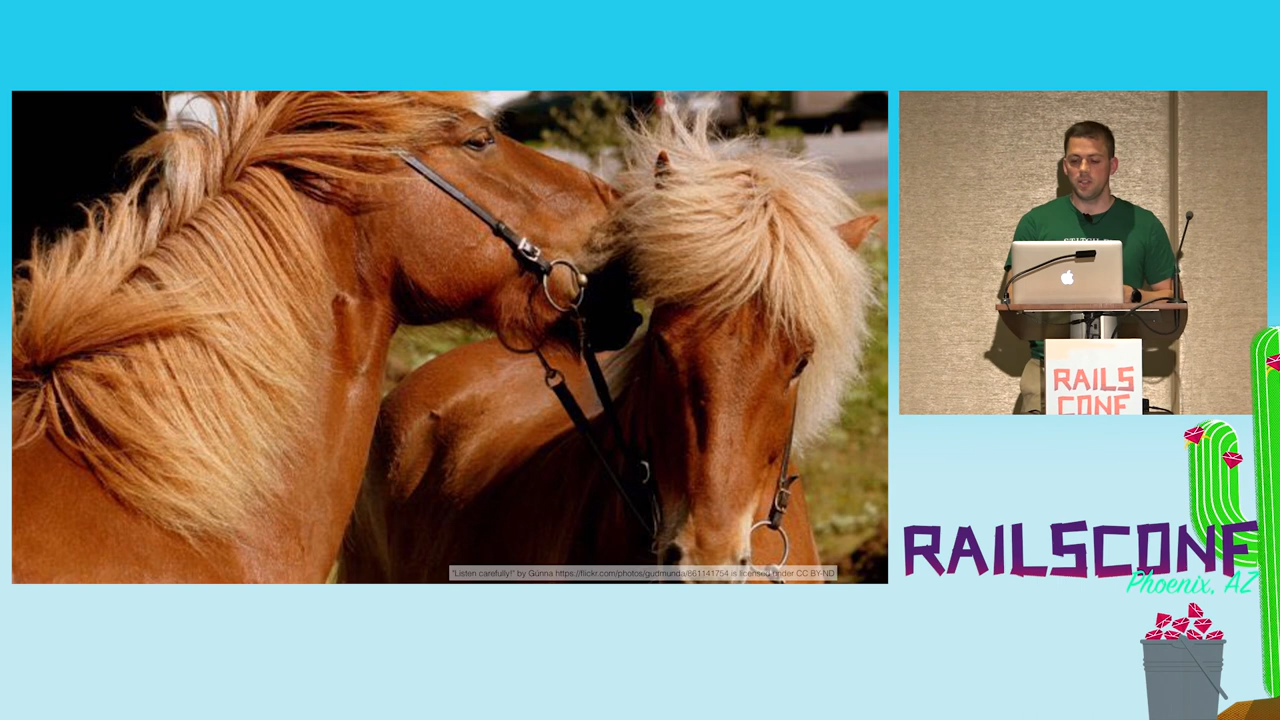 "Listen carefully!" by Gúnna https://flickr.com/photos/gudmunda/861141754 is licensed under CC BY-ND
RAILS
CONF
RAILSCONF
Phoenix, AZ